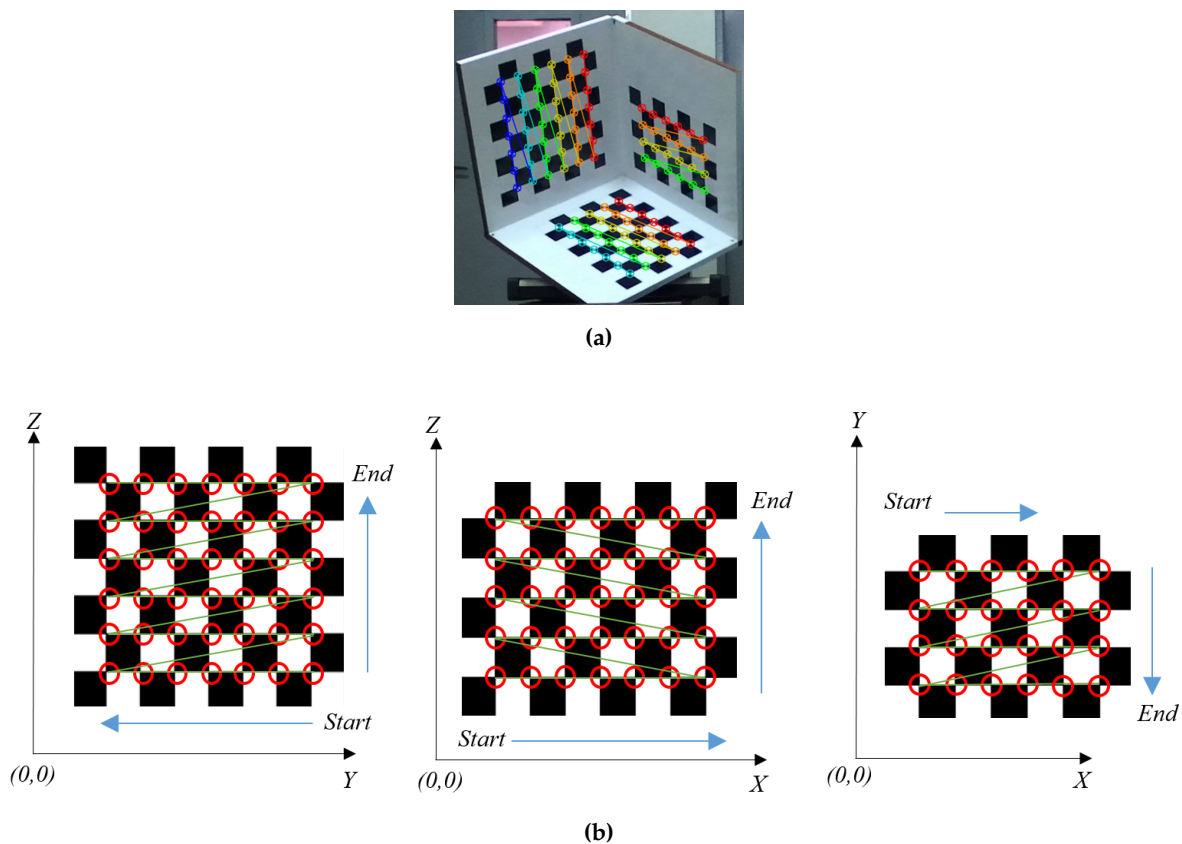 (a)
Z
End
Start
(0,0)
Y
Z
End
Start
(0,0)
X
Y
Start
End
(0,0)
X
(b)